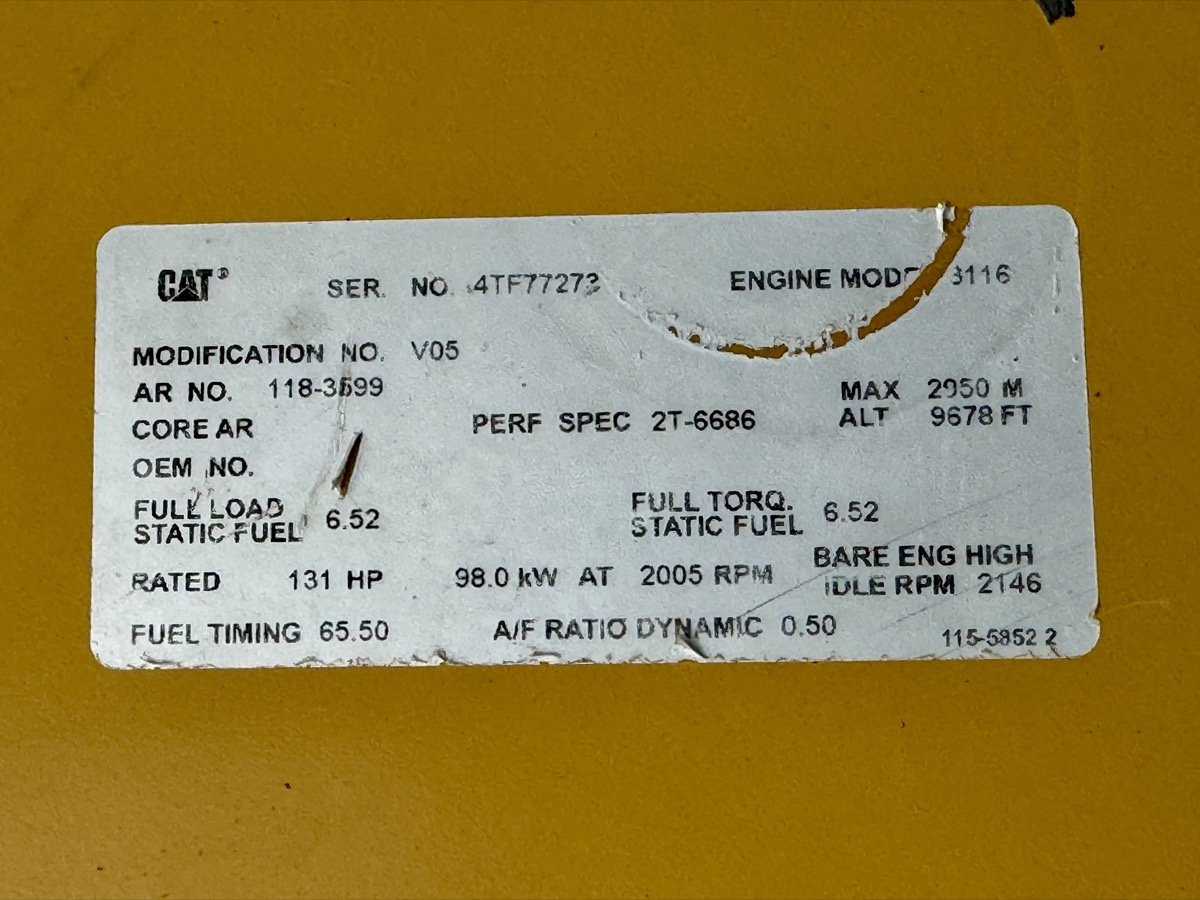 CAT® SER. NO. 4TF77273 ENGINE MODEL 3116
MODIFICATION NO. V05
AR NO. 118-3599 MAX 2950 M
CORE AR PERF SPEC 2T-6686 ALT 9678 FT
OEM NO.
FULL LOAD FULL TORQ.
STATIC FUEL 6.52 STATIC FUEL 6.52
BARE ENG HIGH
RATED 131 HP 98.0 kW AT 2005 RPM IDLE RPM 2146
FUEL TIMING 65.50 A/F RATIO DYNAMIC 0.50 115-5852 2